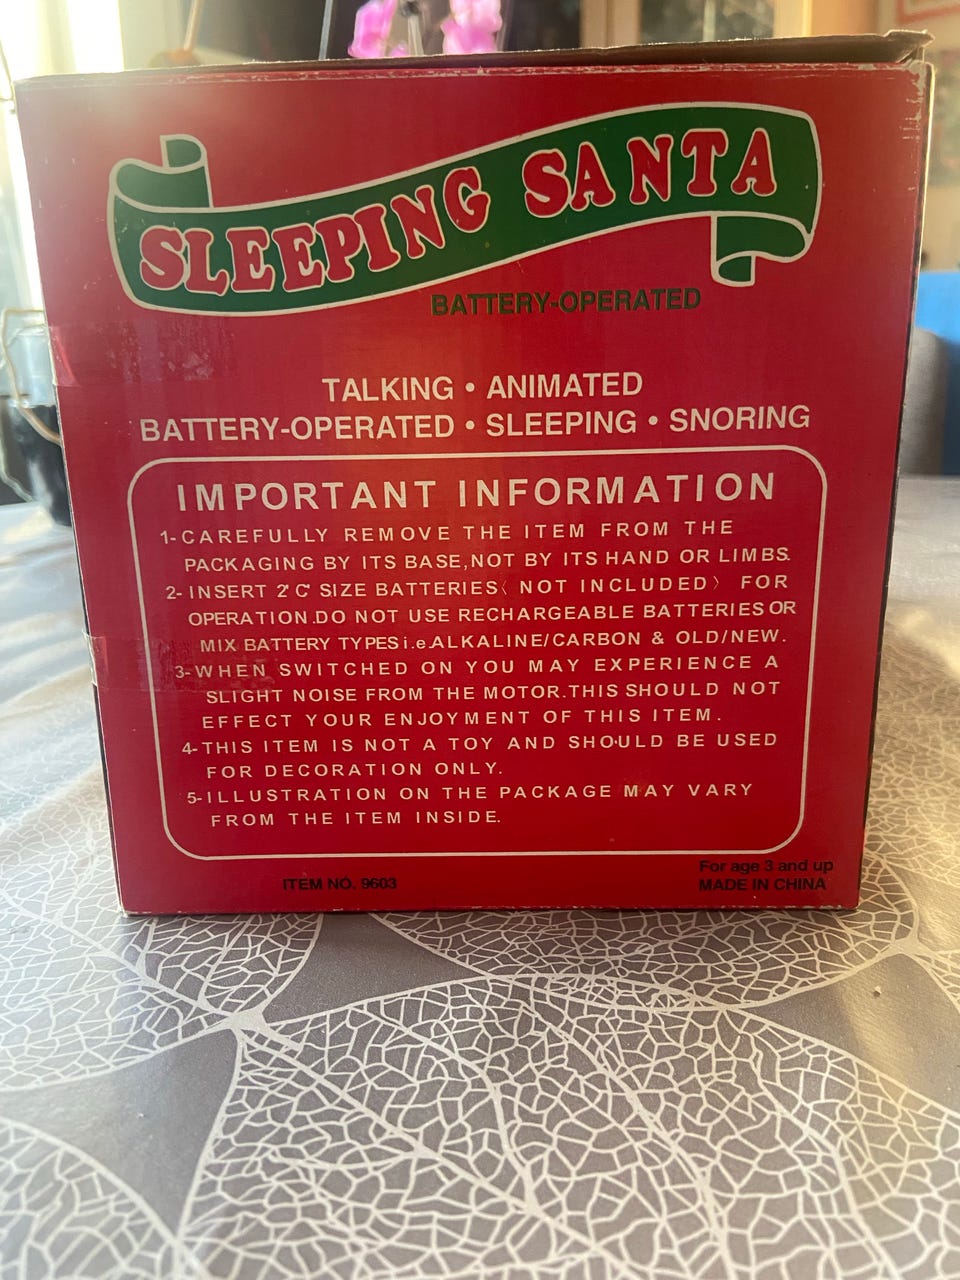 SLEEPING SANTA
BATTERY-OPERATED
TALKING • ANIMATED
BATTERY-OPERATED • SLEEPING • SNORING
IMPORTANT INFORMATION
1-CAREFULLY REMOVE THE ITEM FROM THE
PACKAGING BY ITS BASE,NOT BY ITS HAND OR LIMBS.
2-INSERT 2'C' SIZE BATTERIES〈 NOT INCLUDED 〉 FOR
OPERATION.DO NOT USE RECHARGEABLE BATTERIES OR
MIX BATTERY TYPES i.e.ALKALINE/CARBON & OLD/NEW.
3-WHEN SWITCHED ON YOU MAY EXPERIENCE A
SLIGHT NOISE FROM THE MOTOR.THIS SHOULD NOT
EFFECT YOUR ENJOYMENT OF THIS ITEM.
4-THIS ITEM IS NOT A TOY AND SHOULD BE USED
FOR DECORATION ONLY.
5-ILLUSTRATION ON THE PACKAGE MAY VARY
FROM THE ITEM INSIDE.
ITEM NO. 9603
For age 3 and up
MADE IN CHINA